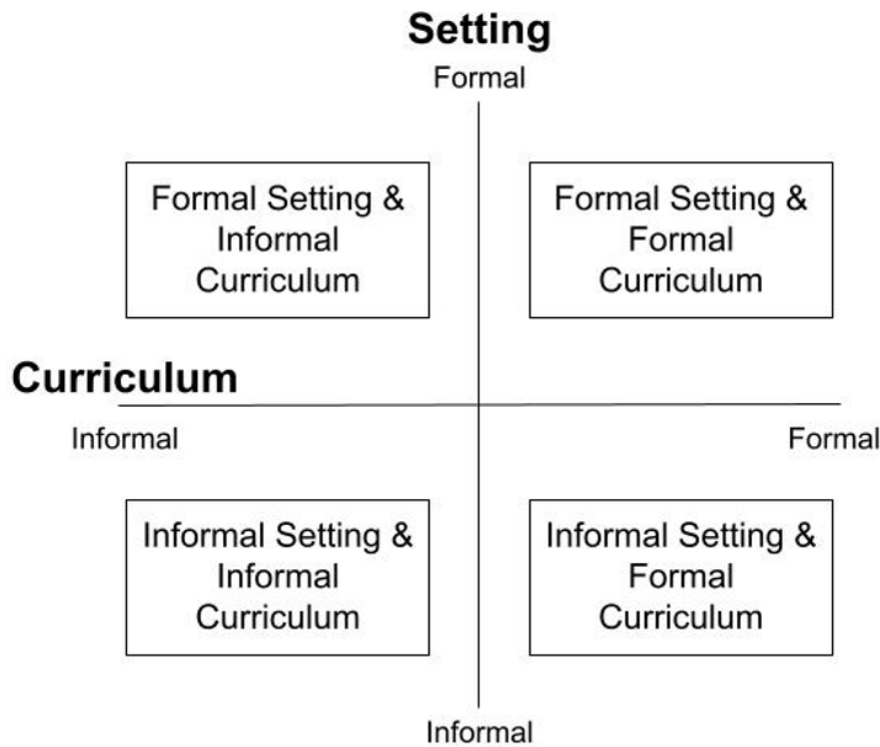 Setting
Formal
Formal Setting &
Informal
Curriculum
Formal Setting &
Formal
Curriculum
Curriculum
Informal
Formal
Informal Setting &
Informal
Curriculum
Informal Setting &
Formal
Curriculum
Informal